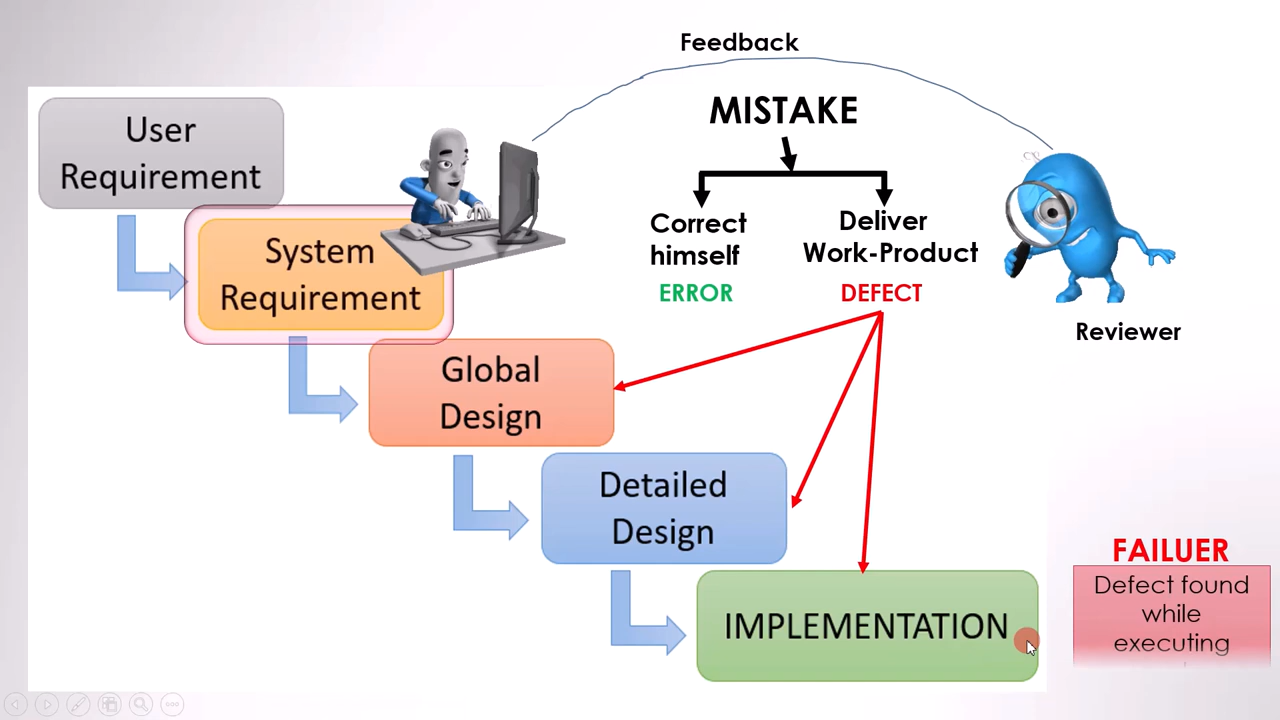 Feedback
MISTAKE
User
Requirement
Correct
himself
ERROR
Deliver
Work-Product
DEFECT
Reviewer
System
Requirement
Global
Design
Detailed
Design
IMPLEMENTATION
FAILUER
Defect found
while
executing